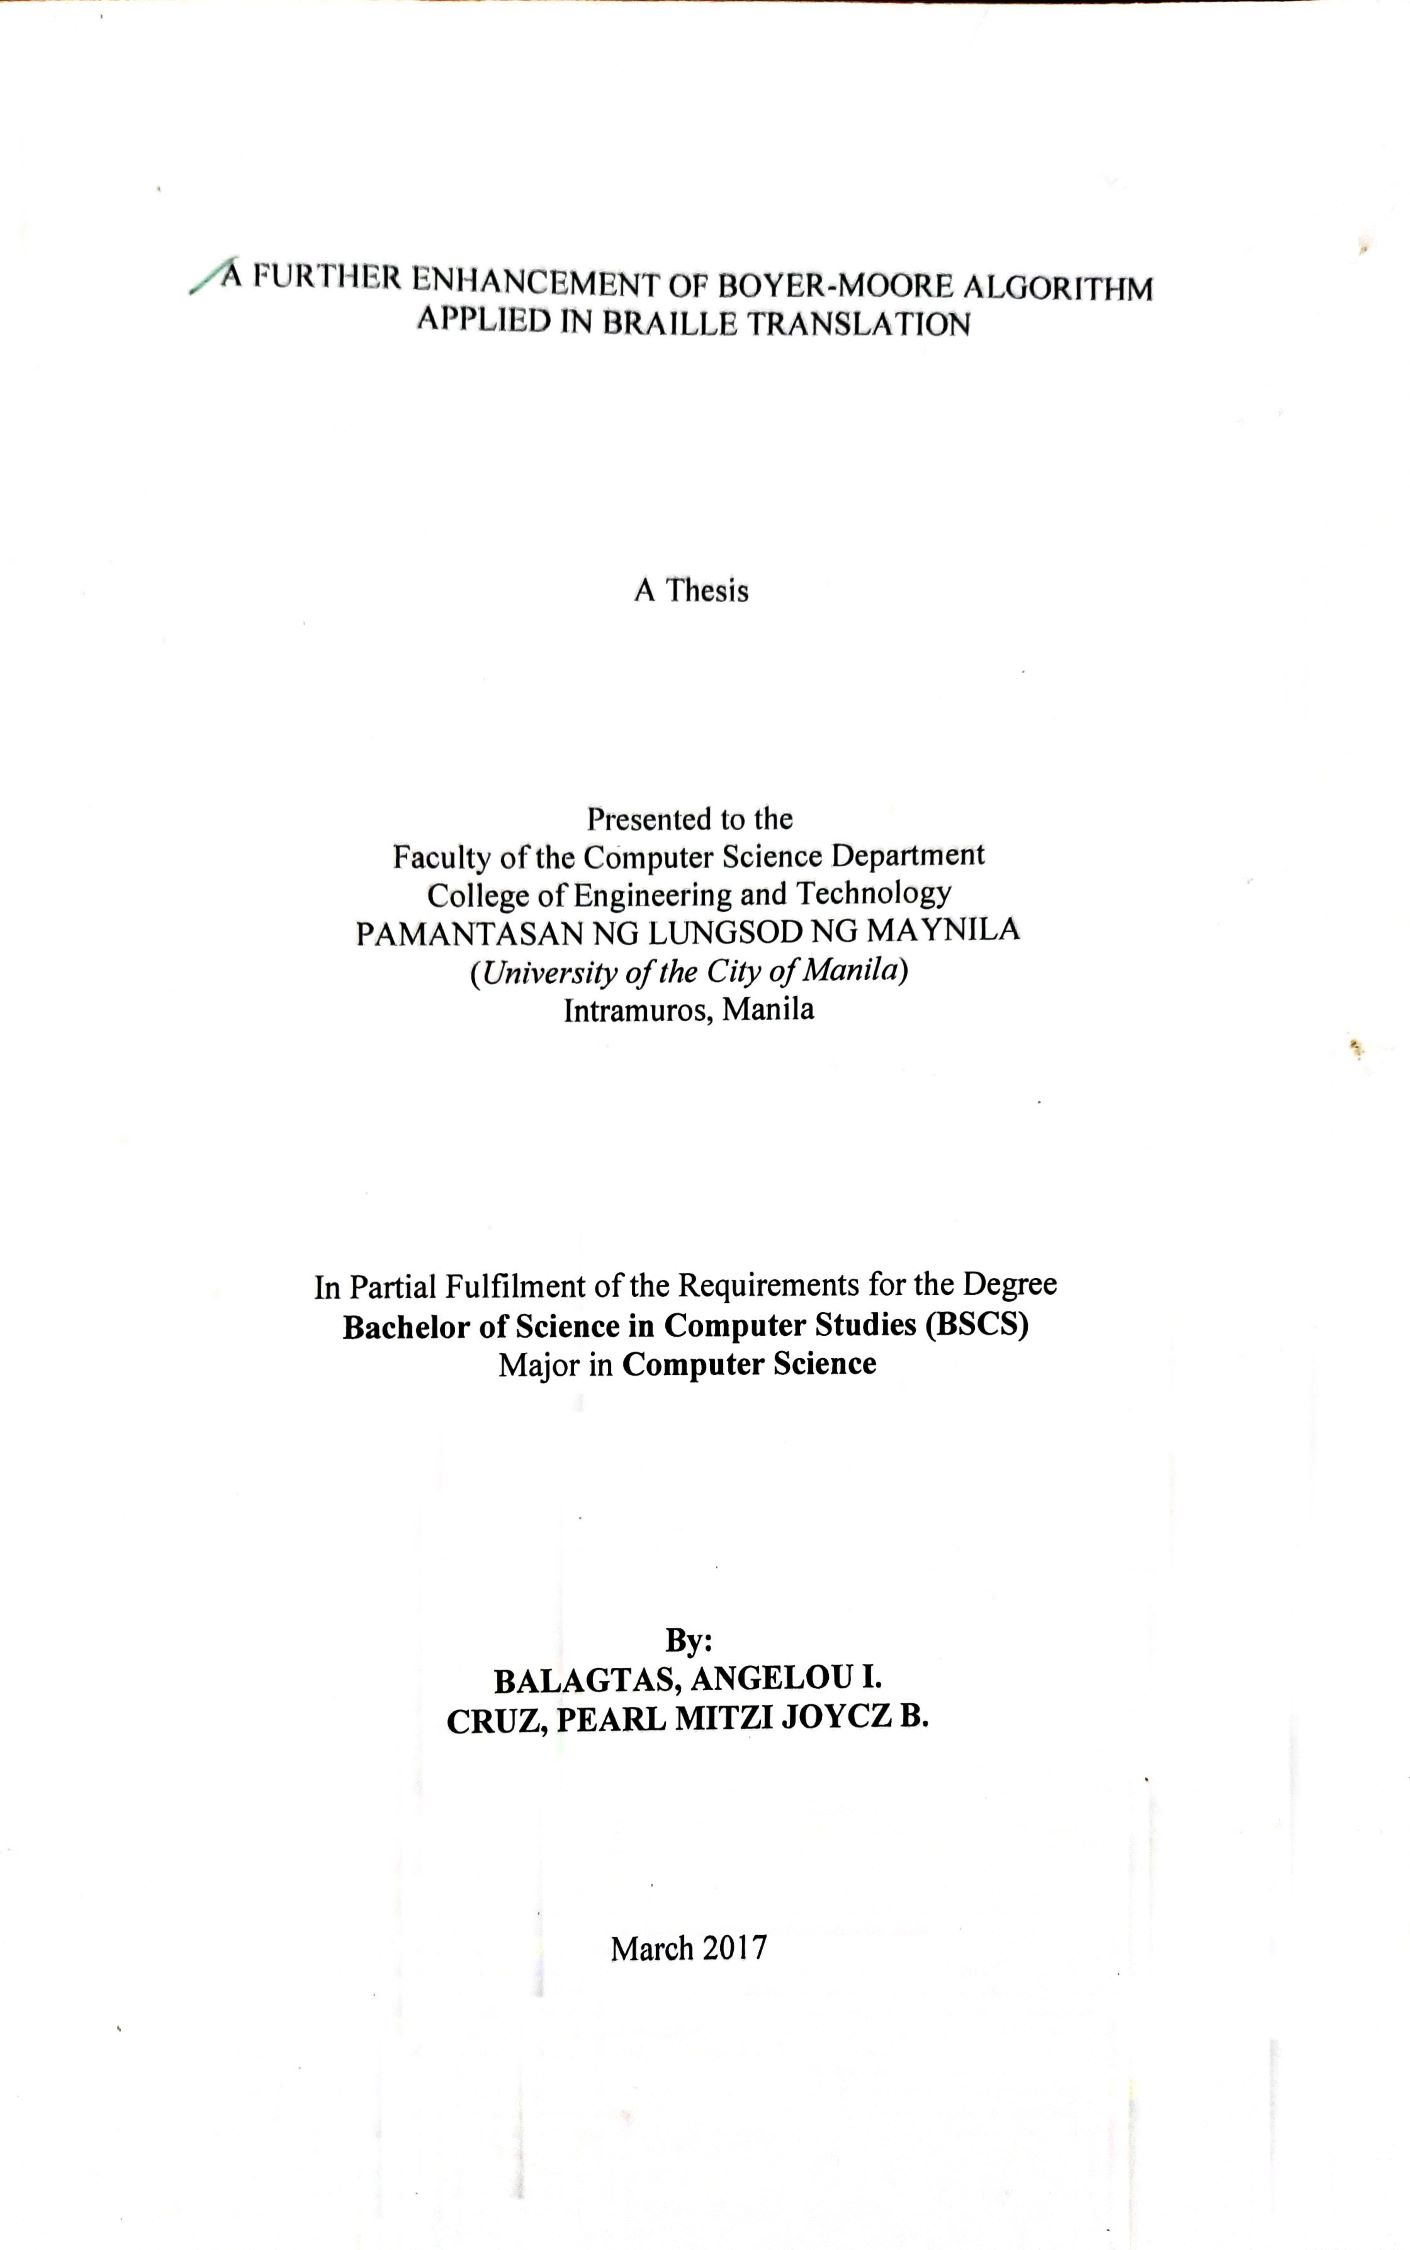 A FURTHER ENHANCEMENT OF BOYER-MOORE ALGORITHM
APPLIED IN BRAILLE TRANSLATION
A Thesis
Presented to the
Faculty of the Computer Science Department
College of Engineering and Technology
PAMANTASAN NG LUNGSOD NG MAYNILA
(University of the City of Manila)
Intramuros, Manila
In Partial Fulfilment of the Requirements for the Degree
Bachelor of Science in Computer Studies (BSCS)
Major in Computer Science
By:
BALAGTAS, ANGELOU I.
CRUZ, PEARL MITZI JOYCZ B.
March 2017